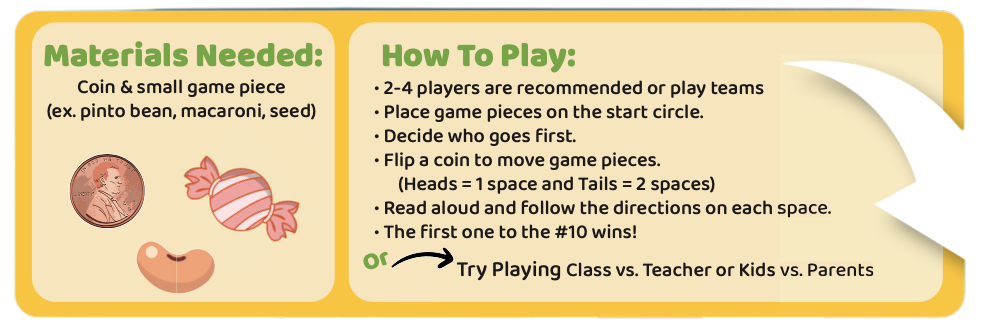 Materials Needed:
Coin & small game piece
(ex. pinto bean, macaroni, seed)
How To Play:
• 2-4 players are recommended or play teams
• Place game pieces on the start circle.
• Decide who goes first.
• Flip a coin to move game pieces.
(Heads = 1 space and Tails = 2 spaces)
• Read aloud and follow the directions on each space.
• The first one to the #10 wins!
Or
Try Playing Class vs. Teacher or Kids vs. Parents